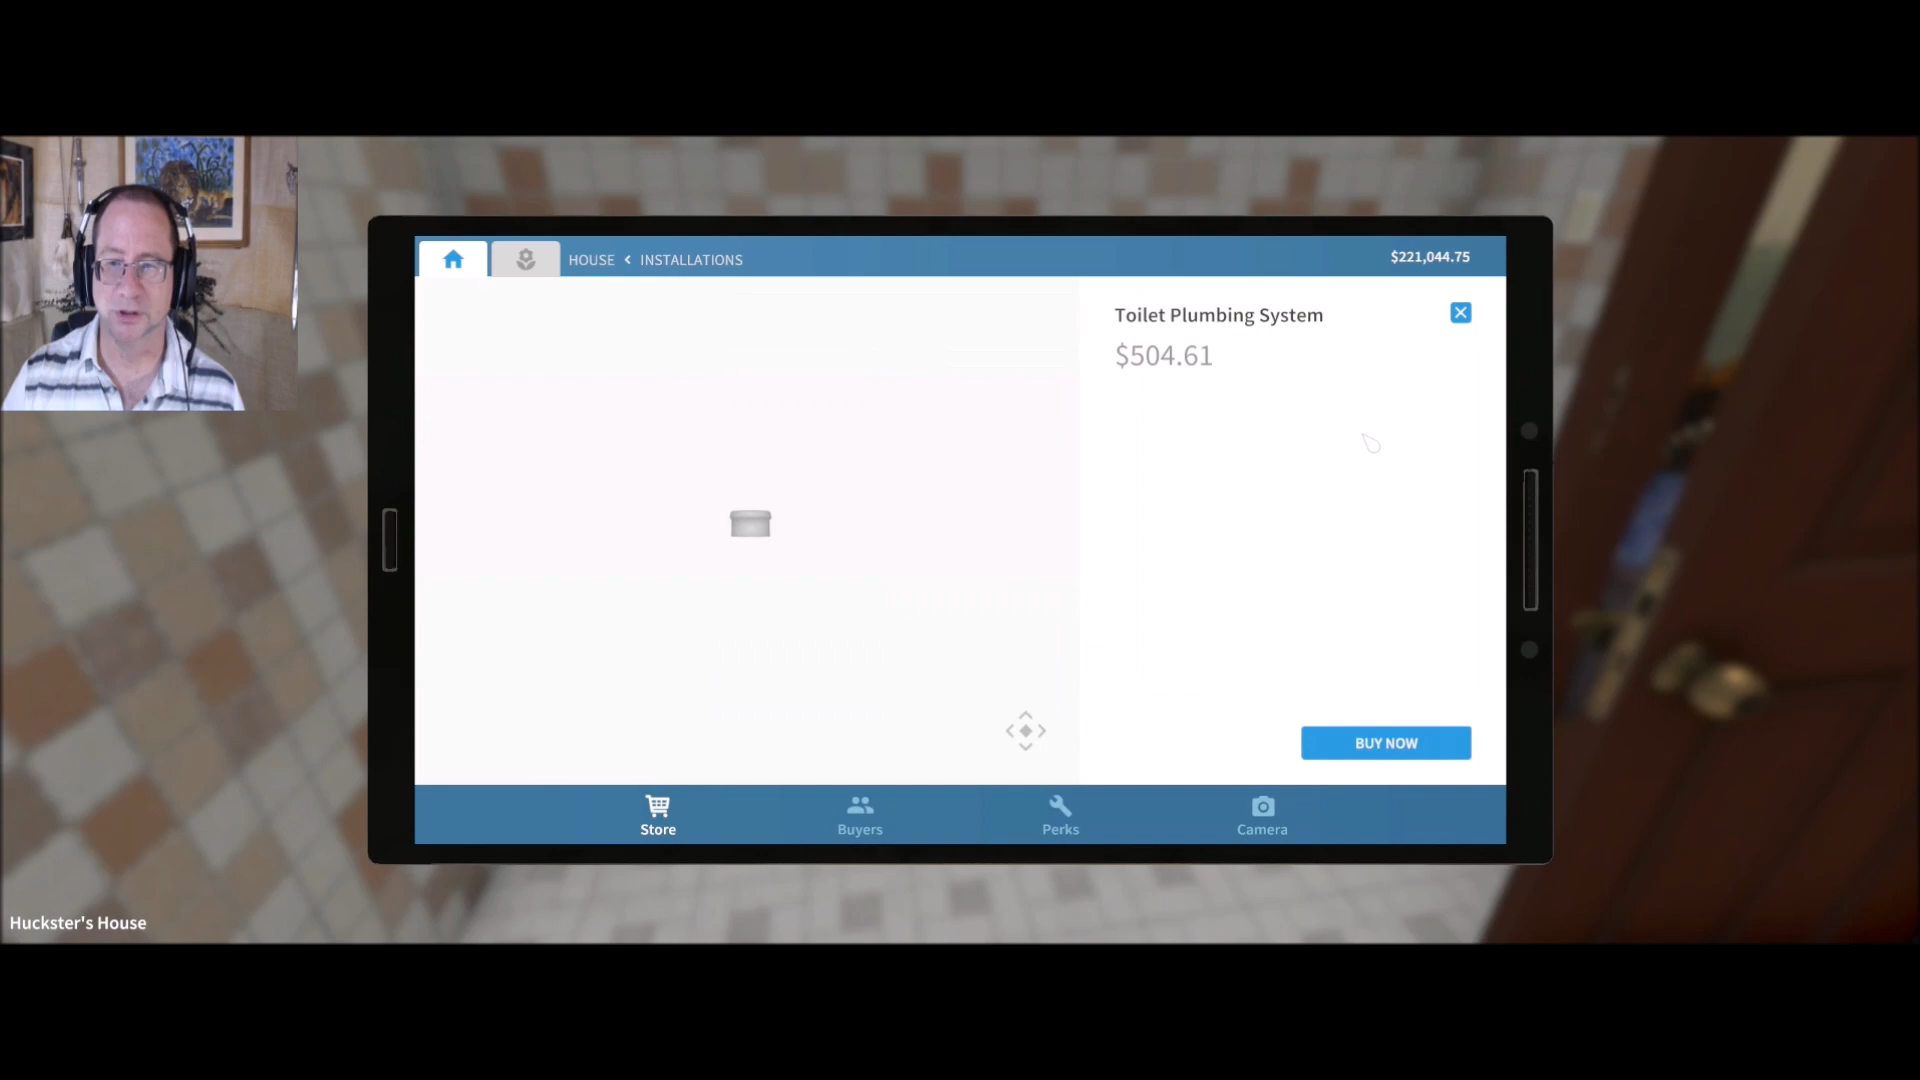 HOUSE < INSTALLATIONS
$221,044.75
Toilet Plumbing System
$504.61
BUY NOW
Store
Buyers
Perks
Camera
Huckster's House